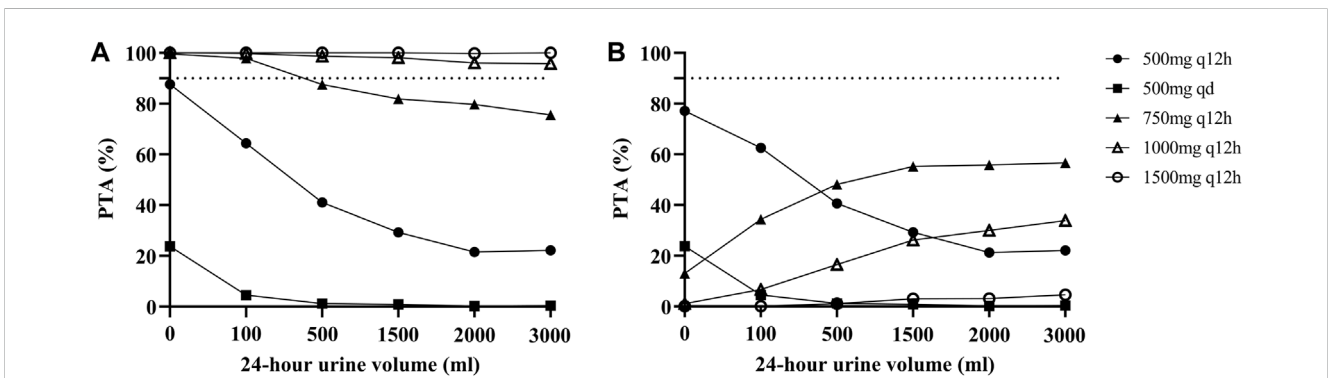 A
PTA (%)
100
80
60
40
20
0
0 100 500 1500 2000 3000
24-hour urine volume (ml)
B
PTA (%)
100
80
60
40
20
0
0 100 500 1500 2000 3000
24-hour urine volume (ml)
500mg q12h
500mg qd
750mg q12h
1000mg q12h
1500mg q12h